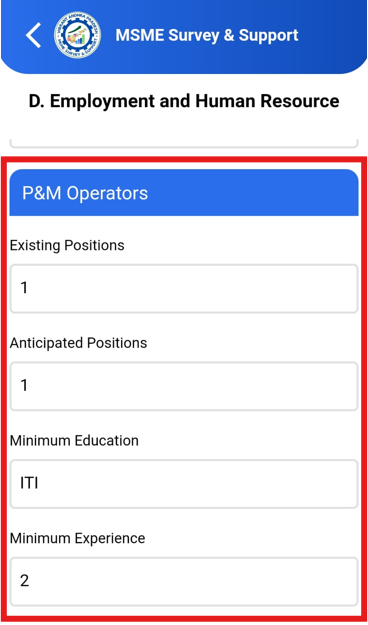 MSME Survey & Support
D. Employment and Human Resource
P&M Operators
Existing Positions
1
Anticipated Positions
1
Minimum Education
ITI
Minimum Experience
2